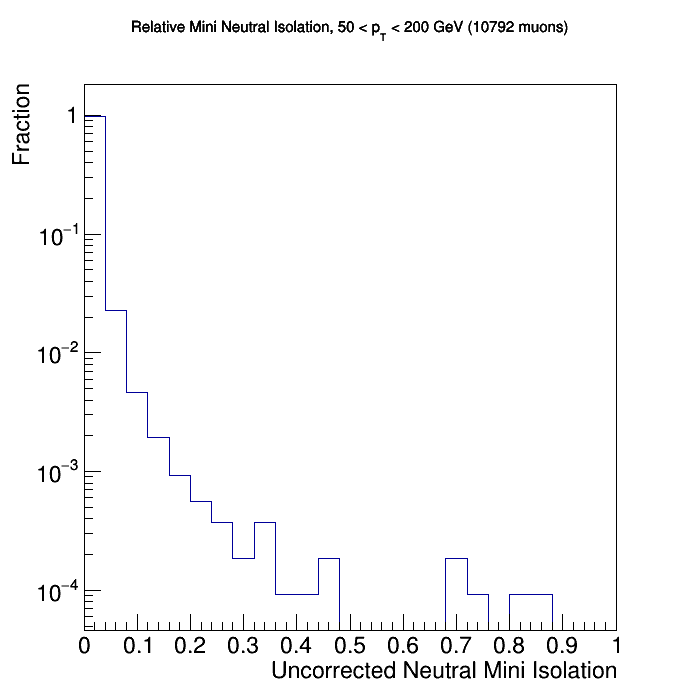 Relative Mini Neutral Isolation, 50 < p_T < 200 GeV (10792 muons)
Fraction
1
10⁻¹
10⁻²
10⁻³
10⁻⁴
0 0.1 0.2 0.3 0.4 0.5 0.6 0.7 0.8 0.9 1
Uncorrected Neutral Mini Isolation